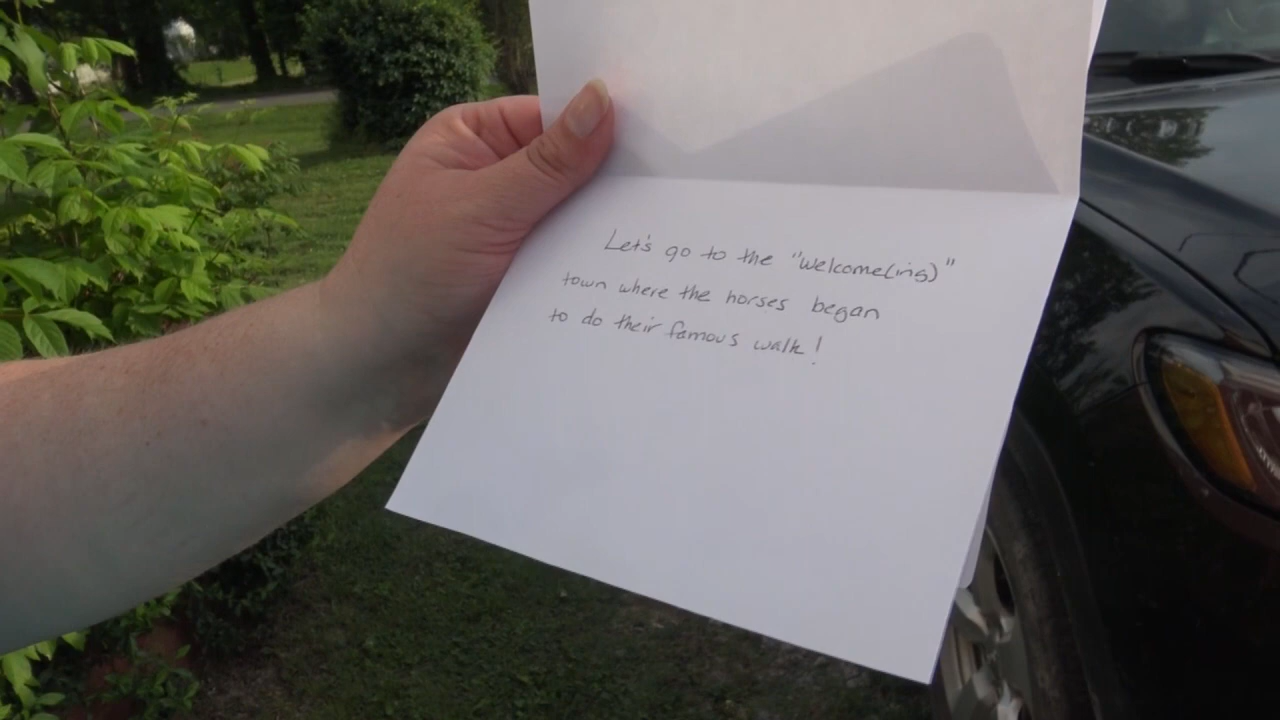 Let's go to the "welcome(ing)"
town where the horses began
to do their famous walk!